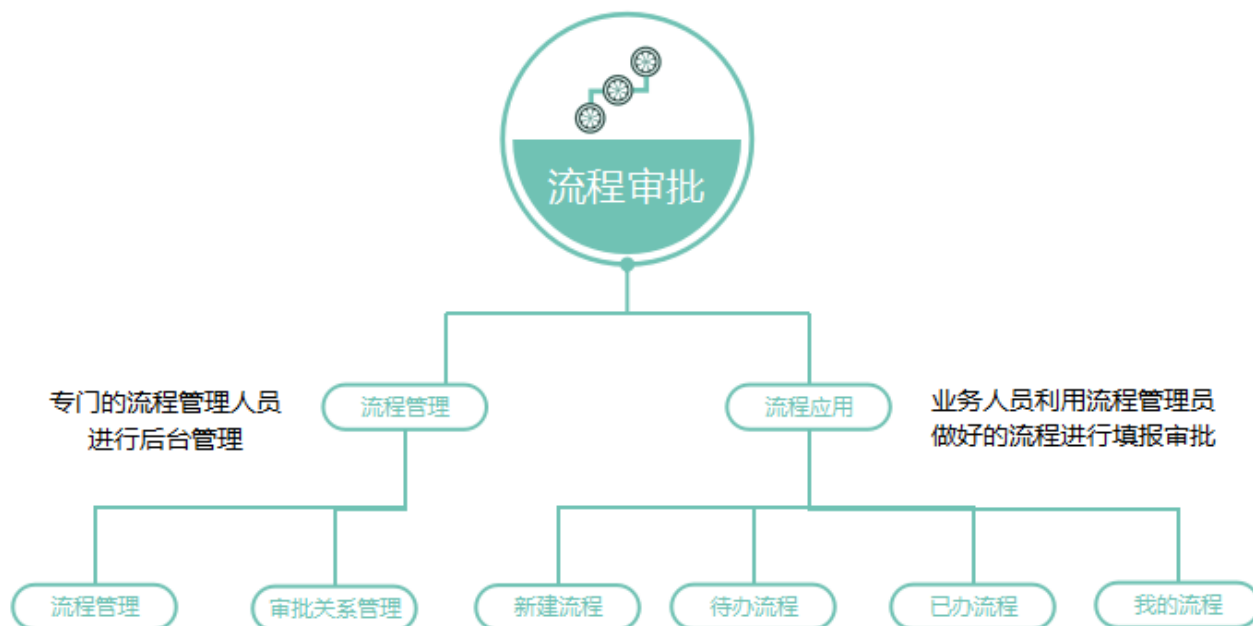 流程审批
专门的流程管理人员
进行后台管理
流程管理
流程应用
业务人员利用流程管理员
做好的流程进行填报审批
流程管理
审批关系管理
新建流程
待办流程
已办流程
我的流程